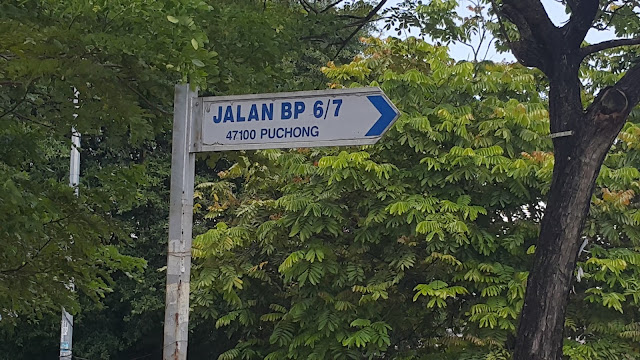 JALAN BP 6/7
47100 PUCHONG